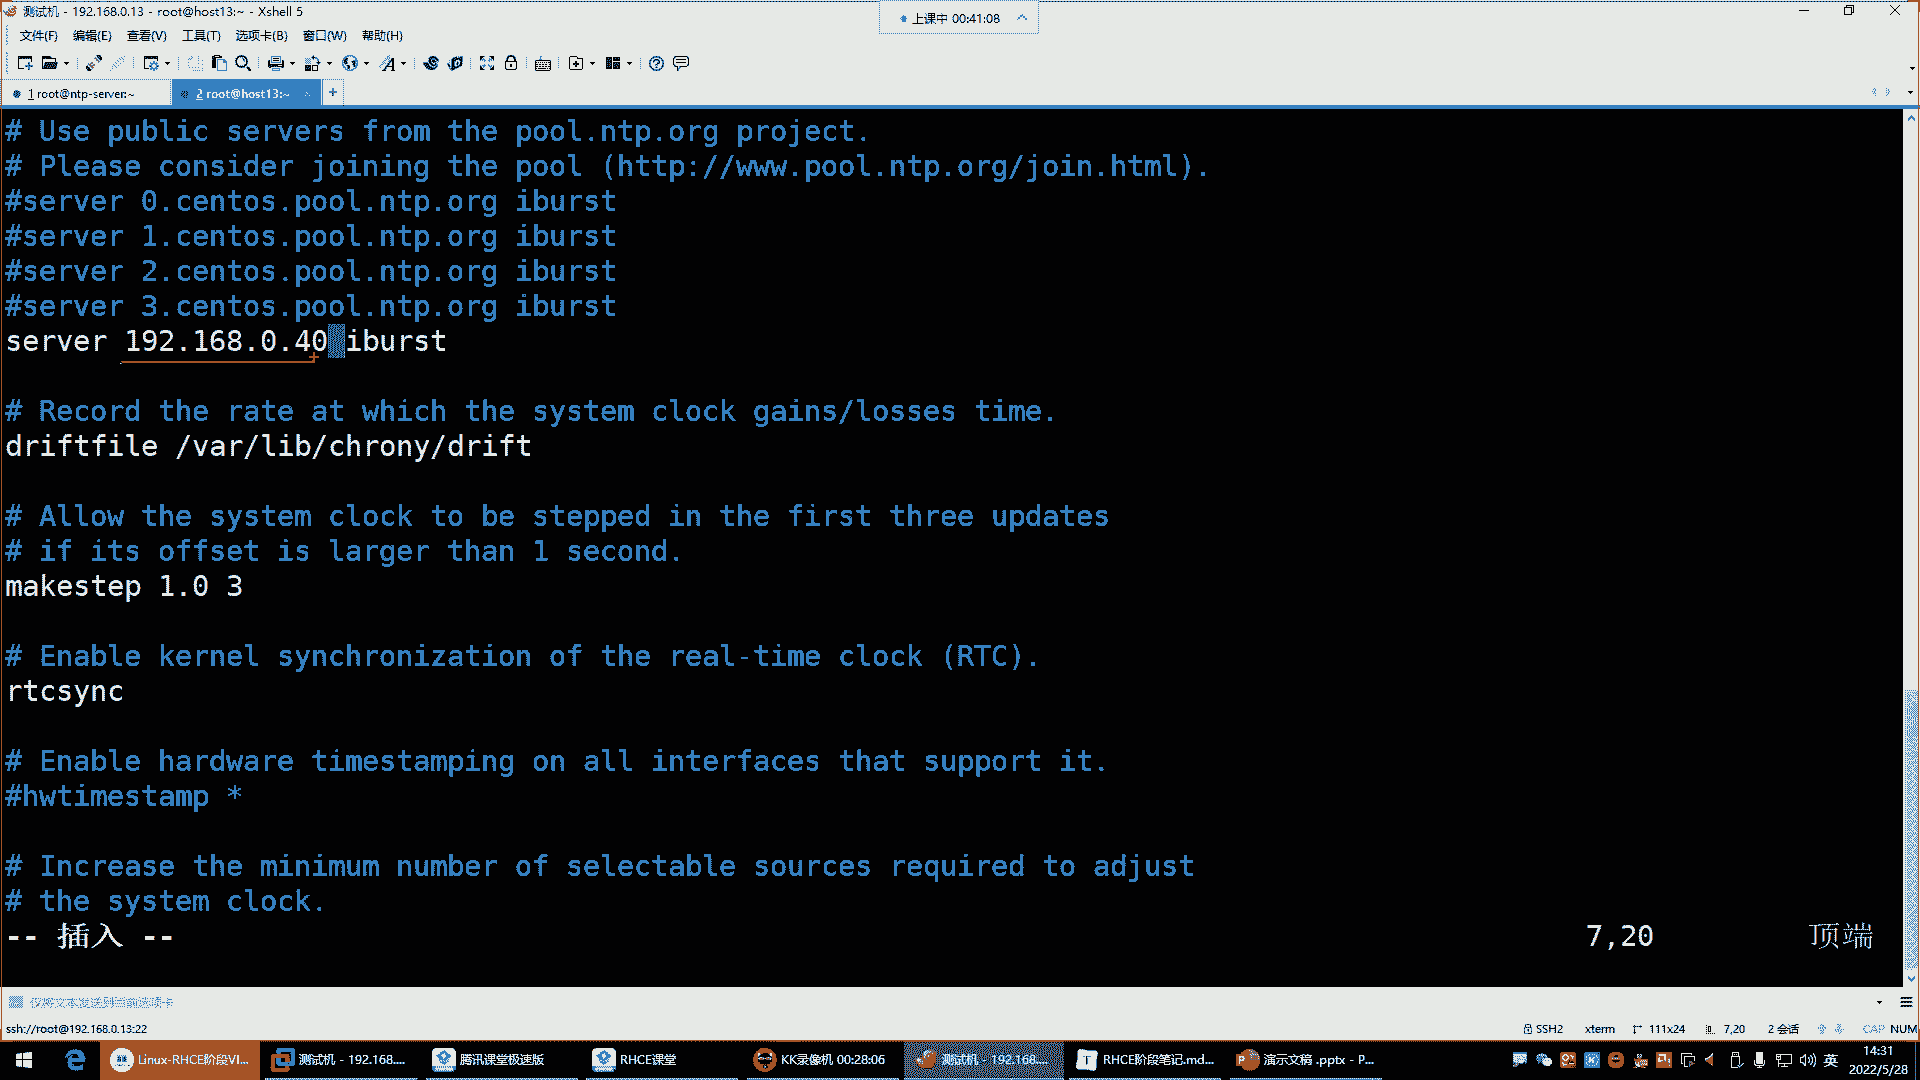 测试机 - 192.168.0.13 - root@host13:~ - Xshell 5
上课中 00:41:08
文件(F) 编辑(E) 查看(V) 工具(T) 选项卡(B) 窗口(W) 帮助(H)
1 root@ntp-server:~
2 root@host13:~
# Use public servers from the pool.ntp.org project.
# Please consider joining the pool (http://www.pool.ntp.org/join.html).
#server 0.centos.pool.ntp.org iburst
#server 1.centos.pool.ntp.org iburst
#server 2.centos.pool.ntp.org iburst
#server 3.centos.pool.ntp.org iburst
server 192.168.0.40 iburst
# Record the rate at which the system clock gains/losses time.
driftfile /var/lib/chrony/drift
# Allow the system clock to be stepped in the first three updates
# if its offset is larger than 1 second.
makestep 1.0 3
# Enable kernel synchronization of the real-time clock (RTC).
rtcsync
# Enable hardware timestamping on all interfaces that support it.
#hwtimestamp *
# Increase the minimum number of selectable sources required to adjust
# the system clock.
-- 插入 -- 7,20 顶端
仅将文本发送到当前选项卡
ssh://root@192.168.0.13:22 SSH2 xterm 111x24 7,20 2 会话 CAP NUM
Linux-RHCE阶段VI... 测试机 - 192.168.... 腾讯课堂极速版 RHCE课堂 KK录像机 00:28:06 测试机 - 192.168.... RHCE阶段笔记.md... 演示文稿 .pptx - P... 英 14:31
2022/5/28